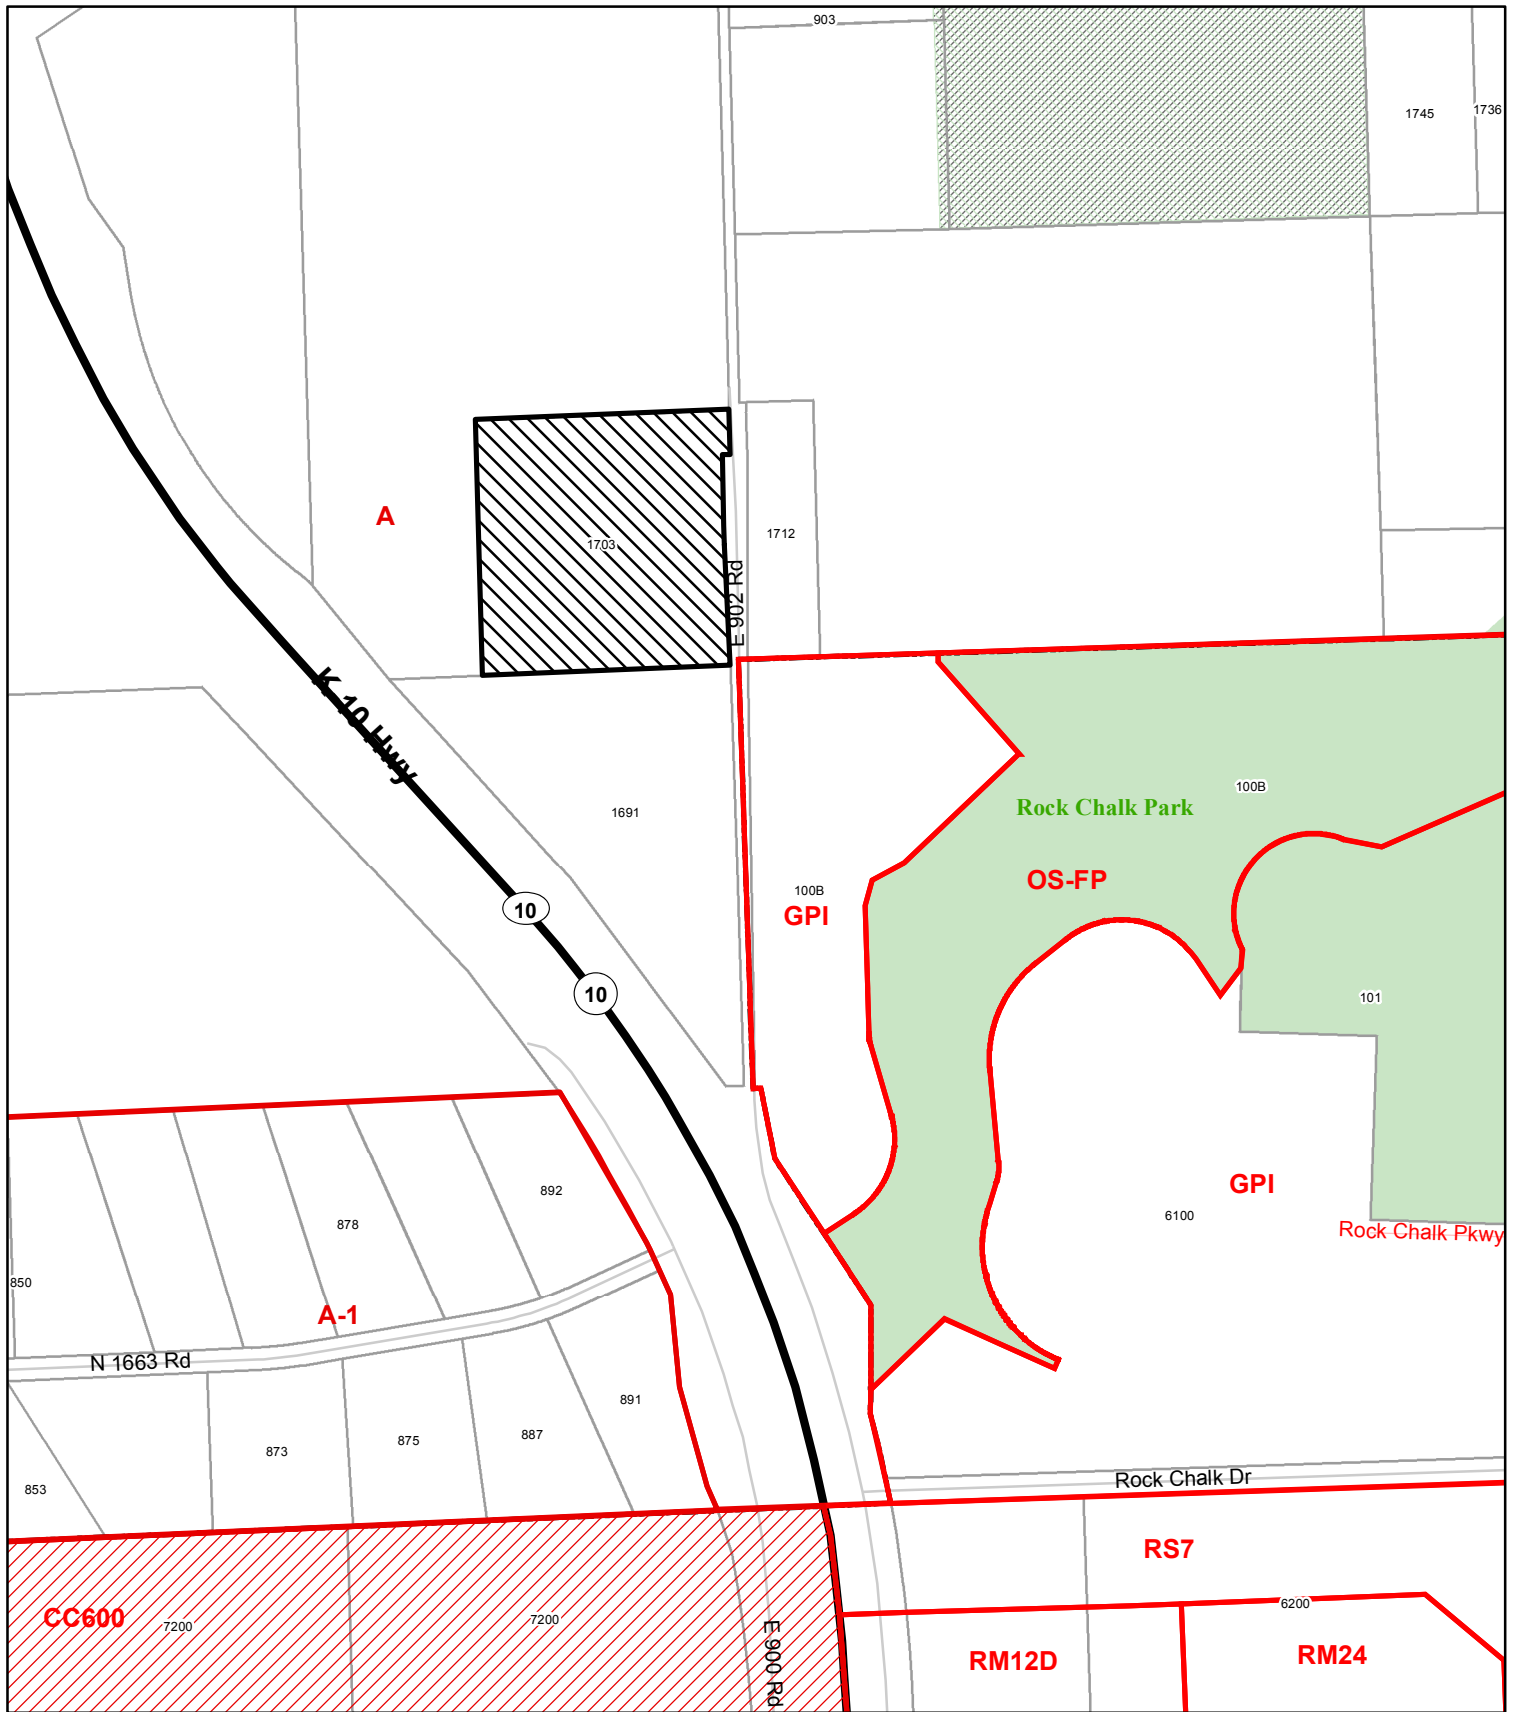 903
1745
1736
A
1703
1712
E 902 Rd
K 10 Hwy
1691
100B
Rock Chalk Park
OS-FP
100B
GPI
10
10
101
892
GPI
878
6100
Rock Chalk Pkwy
850
A-1
N 1663 Rd
891
887
875
873
853
Rock Chalk Dr
RS7
6200
CC600
7200
7200
E 900 Rd
RM12D
RM24